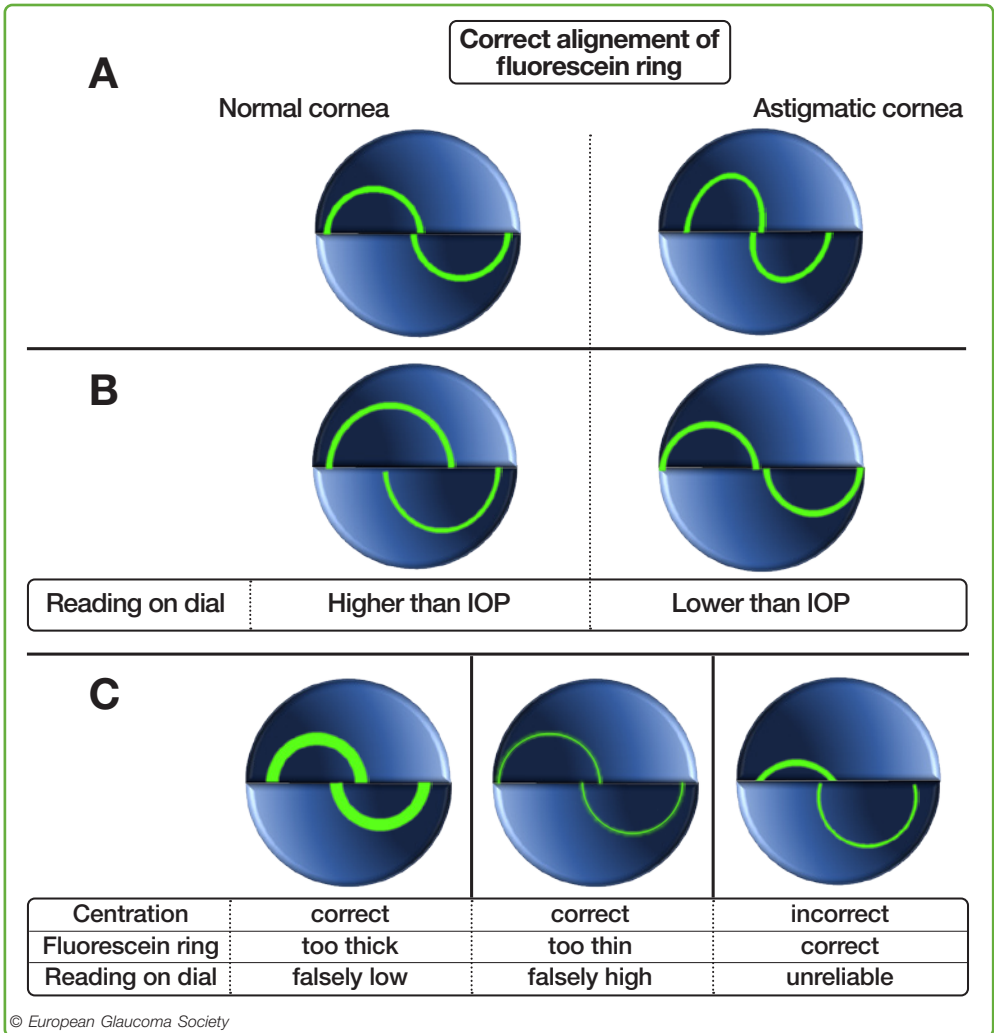 Correct alignement of
fluorescein ring
A
Normal cornea Astigmatic cornea
B
Reading on dial Higher than IOP Lower than IOP
C
Centration correct correct incorrect
Fluorescein ring too thick too thin correct
Reading on dial falsely low falsely high unreliable
© European Glaucoma Society